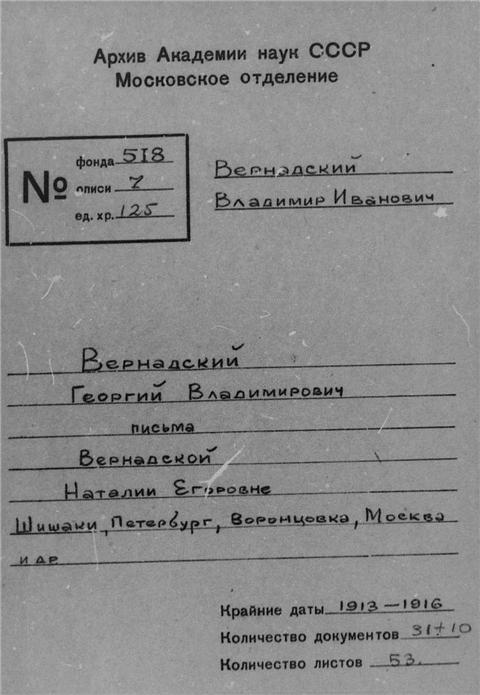 Архив Академии наук СССР
Московское отделение
№
фонда 518
описи 7
ед. хр. 125
Вернадский
Владимир Иванович
Вернадский
Георгий Владимирович
письма
Вернадской
Наталии Егоровне
Шишаки, Петербург, Воронцовка, Москва
и др
Крайние даты 1913-1916
Количество документов 31+10
Количество листов 53.